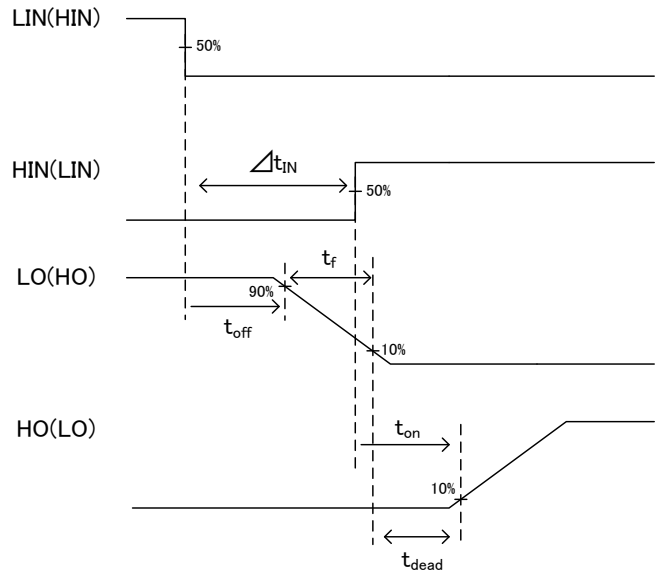 LIN(HIN)
50%
⊿tIN
HIN(LIN)
50%
LO(HO)
tf
90%
toff
10%
HO(LO)
ton
10%
tdead